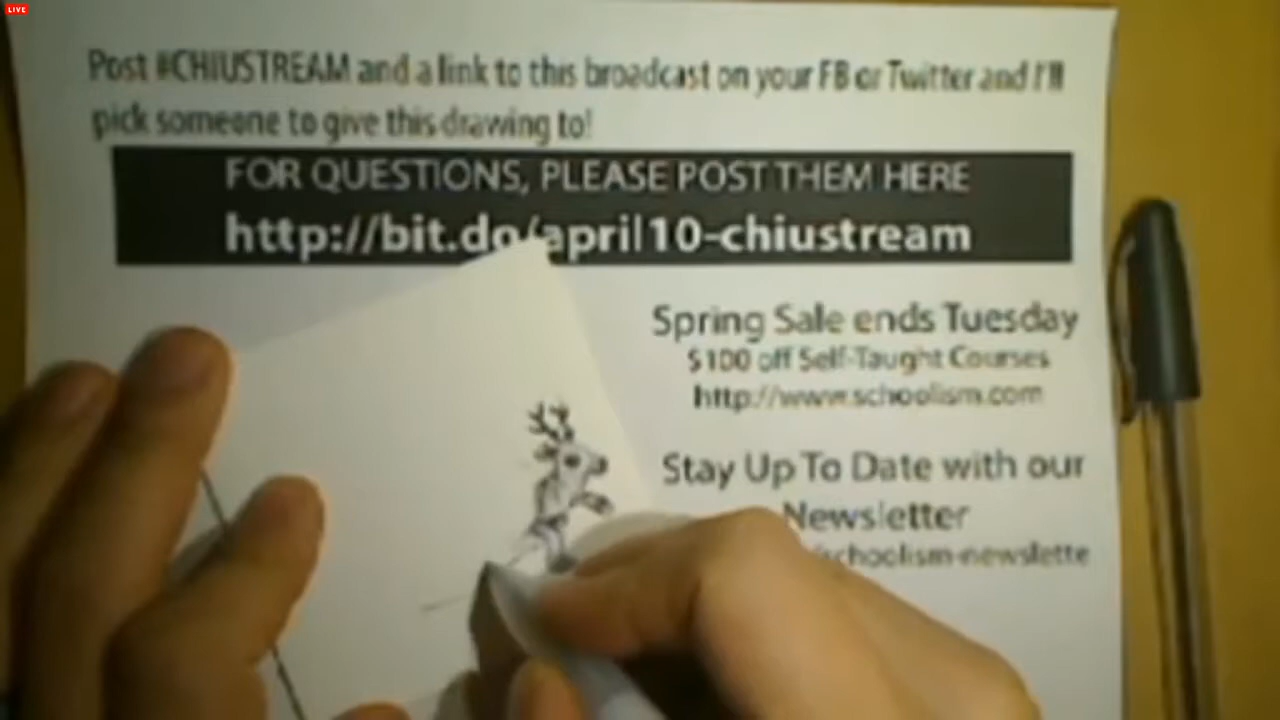 LIVE
Post #CHIUSTREAM and a link to this broadcast on your FB or Twitter and I'll
pick someone to give this drawing to!
FOR QUESTIONS, PLEASE POST THEM HERE
http://bit.do/april10-chiustream
Spring Sale ends Tuesday
$100 off Self-Taught Courses
http://www.schoolism.com
Stay Up To Date with our
Newsletter
/schoolism-newslette